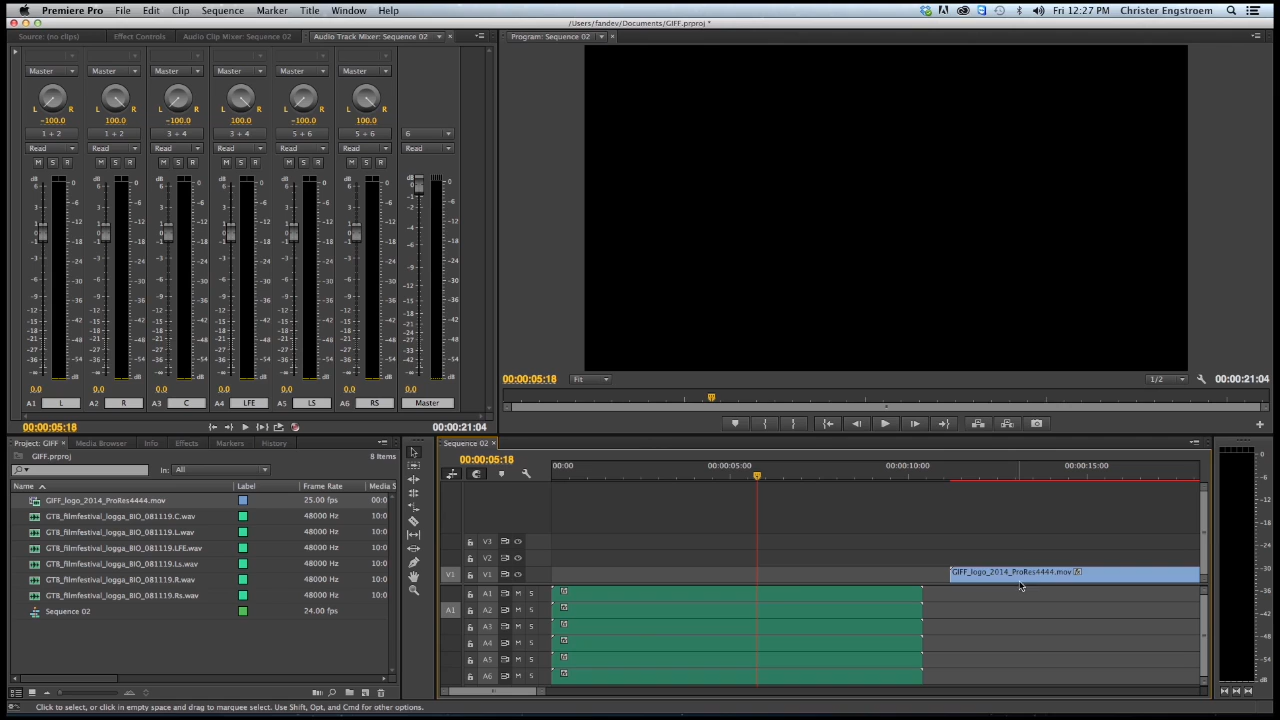 Premiere Pro File Edit Clip Sequence Marker Title Window Help Fri 12:27 PM Christer Engstroem
/Users/fandev/Documents/GIFF.prproj *
Source: (no clips) Effect Controls Audio Clip Mixer: Sequence 02 Audio Track Mixer: Sequence 02 ×
Program: Sequence 02 ×
Master Master Master Master Master Master
L R L R L R L R L R L R
-100.0 100.0 -100.0 100.0 -100.0 100.0
1 + 2 1 + 2 3 + 4 3 + 4 5 + 6 5 + 6 6
Read Read Read Read Read Read Read
M S R M S R M S R M S R M S R M S R
0.0 0.0 0.0 0.0 0.0 0.0 0.0
A1 L A2 R A3 C A4 LFE A5 LS A6 RS Master
00:00:05:18 00:00:21:04
00:00:05:18 Fit 1/2 00:00:21:04
Project: GIFF × Media Browser Info Effects Markers History
GIFF.prproj 8 Items
In: All
Name Label Frame Rate Media S
GIFF_logo_2014_ProRes4444.mov 25.00 fps 00:0
GTB_filmfestival_logga_BIO_081119.C.wav 48000 Hz 10:0
GTB_filmfestival_logga_BIO_081119.L.wav 48000 Hz 10:0
GTB_filmfestival_logga_BIO_081119.LFE.wav 48000 Hz 10:0
GTB_filmfestival_logga_BIO_081119.Ls.wav 48000 Hz 10:0
GTB_filmfestival_logga_BIO_081119.R.wav 48000 Hz 10:0
GTB_filmfestival_logga_BIO_081119.Rs.wav 48000 Hz 10:0
Sequence 02 24.00 fps
Sequence 02 ×
00:00:05:18
00:00 00:00:05:00 00:00:10:00 00:00:15:00
V3
V2
V1 V1 GIFF_logo_2014_ProRes4444.mov
A1 M S
A1 A2 M S
A3 M S
A4 M S
A5 M S
A6 M S
Click to select, or click in empty space and drag to marquee select. Use Shift, Opt, and Cmd for other options.